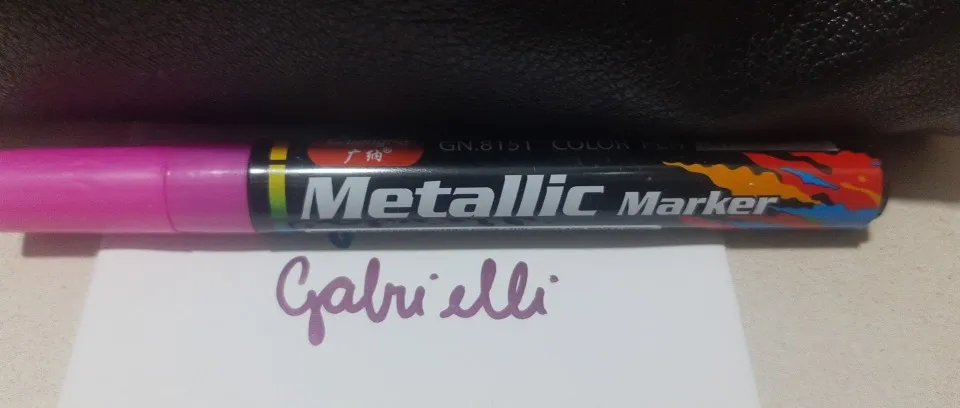 广纳®
GN.8151 COLOR PEN
Metallic Marker
Gabrielli